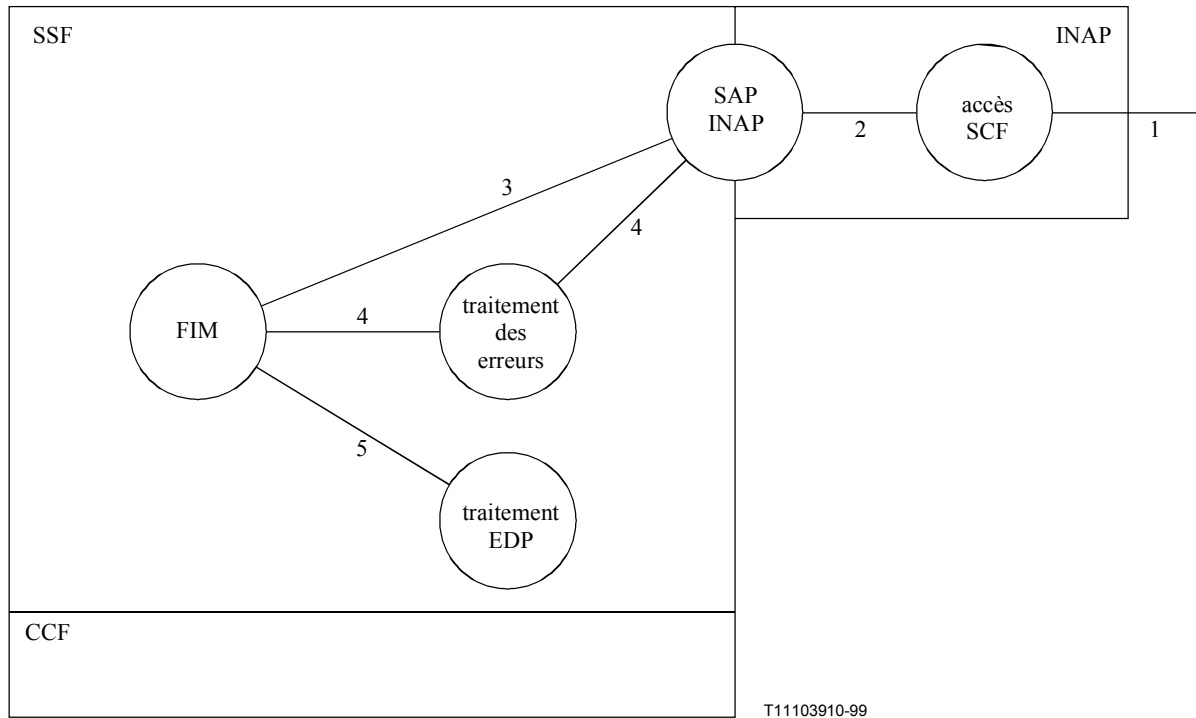 SSF
INAP
SAP
INAP
accès
SCF
2
1
3
4
FIM
4
traitement
des
erreurs
5
traitement
EDP
CCF
T11103910-99